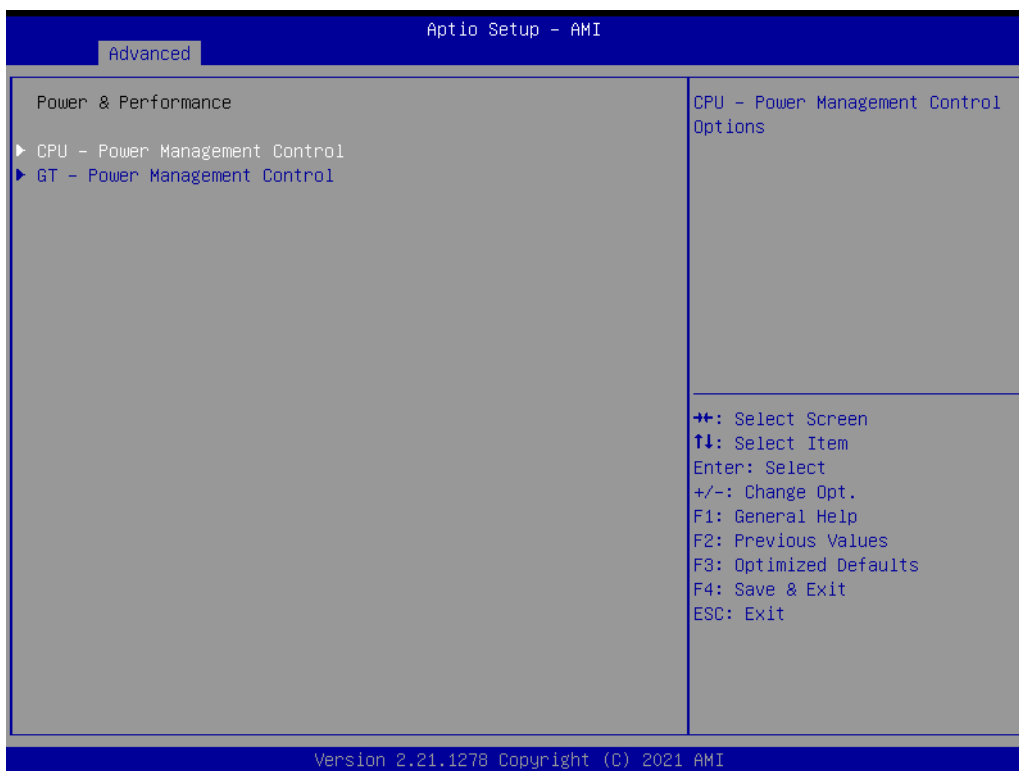 Aptio Setup – AMI
Advanced
Power & Performance
CPU – Power Management Control
GT – Power Management Control
CPU – Power Management Control
Options
→←: Select Screen
↑↓: Select Item
Enter: Select
+/-: Change Opt.
F1: General Help
F2: Previous Values
F3: Optimized Defaults
F4: Save & Exit
ESC: Exit
Version 2.21.1278 Copyright (C) 2021 AMI